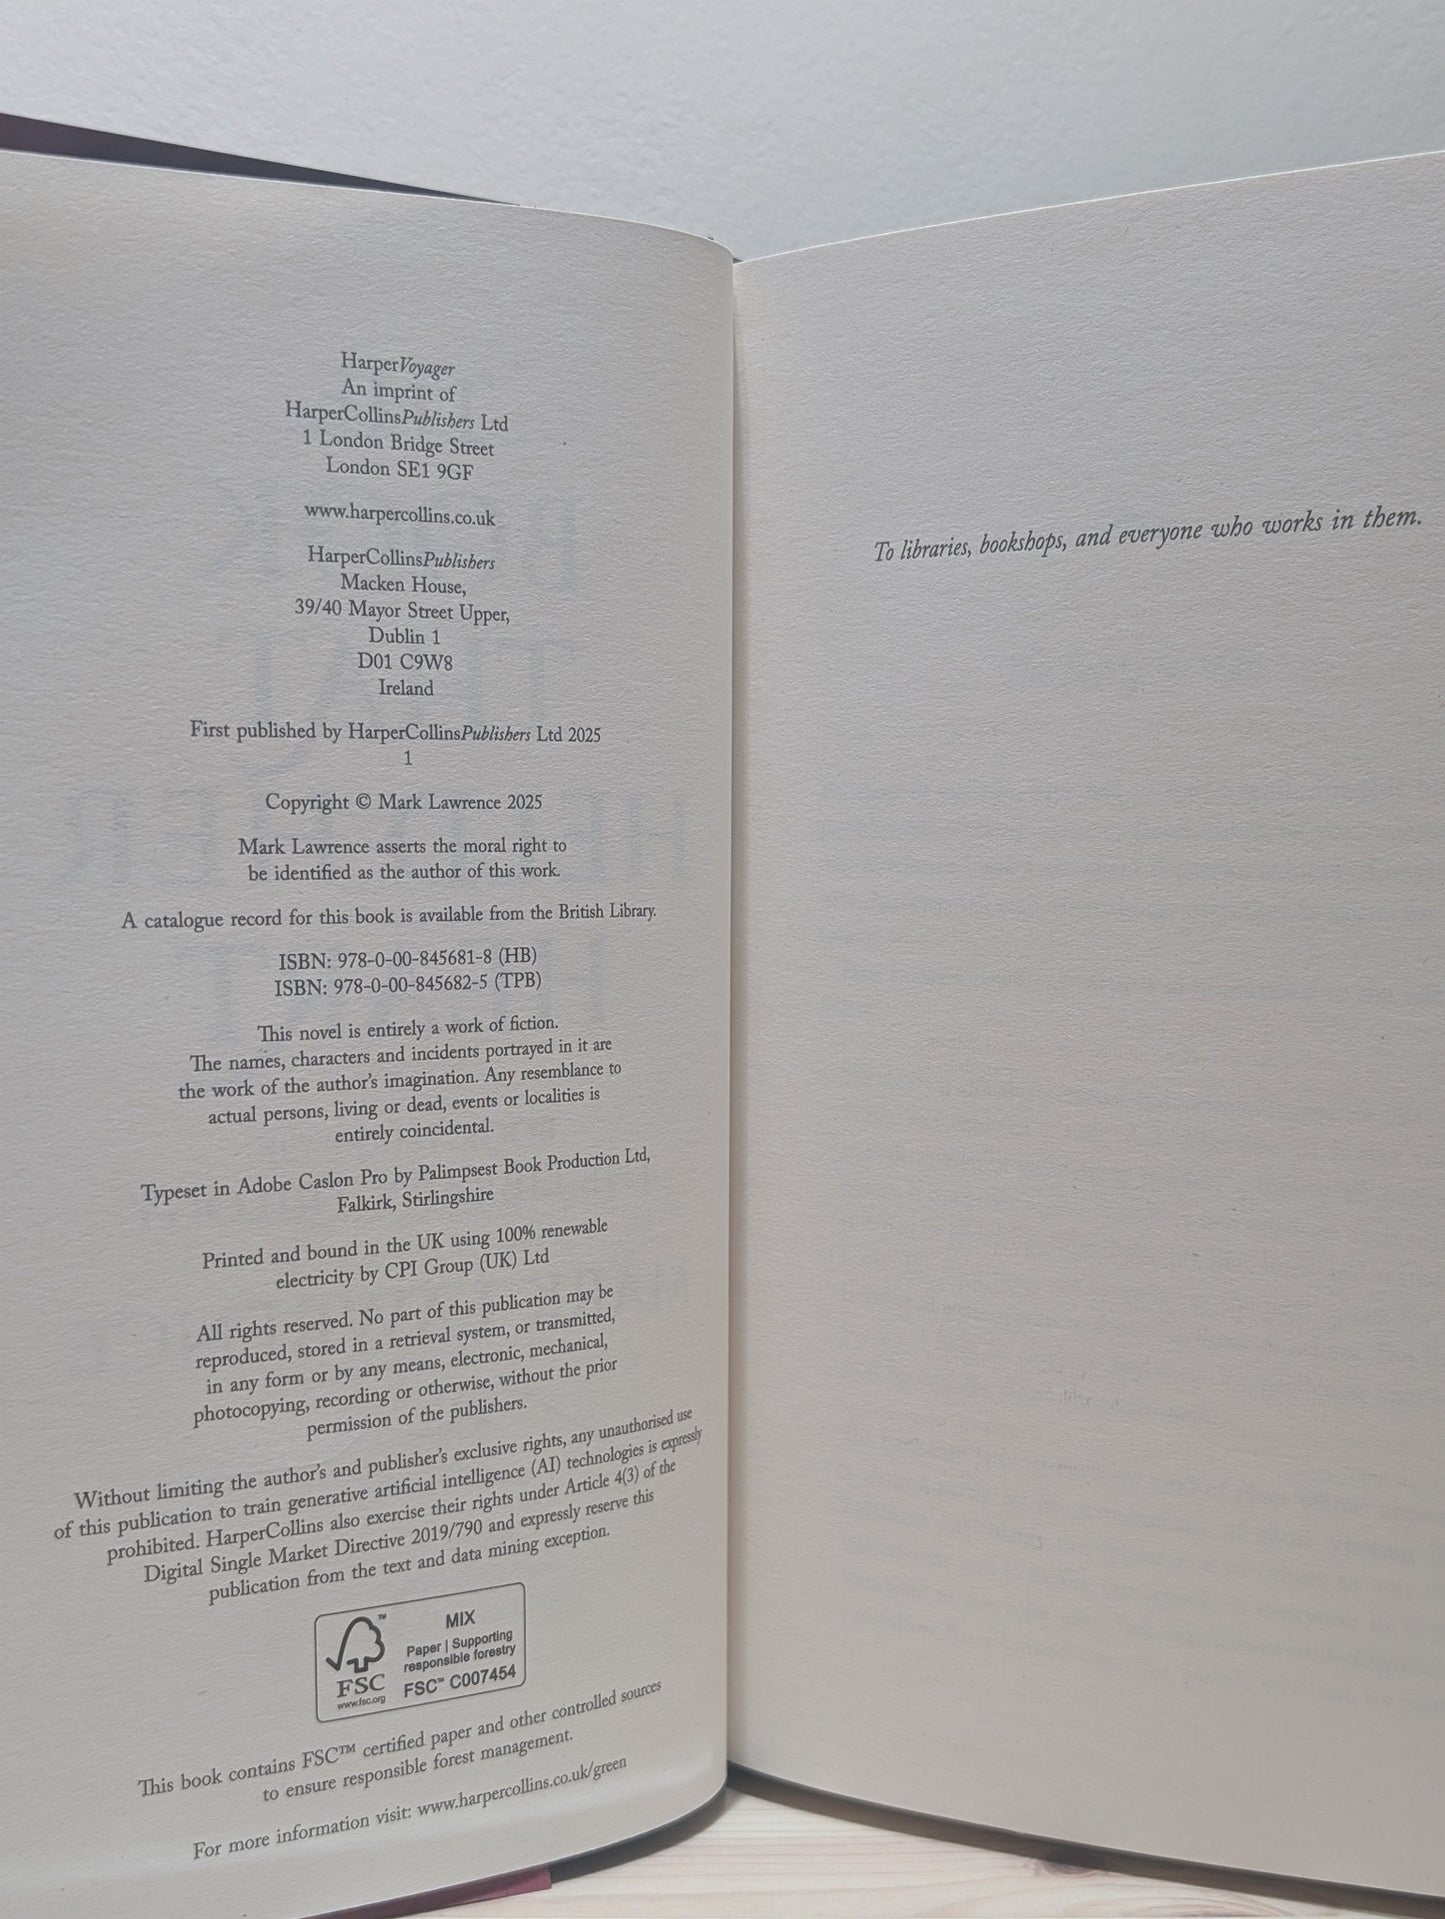 HarperVoyager
An imprint of
HarperCollinsPublishers Ltd
1 London Bridge Street
London SE1 9GF
www.harpercollins.co.uk
HarperCollinsPublishers
Macken House,
39/40 Mayor Street Upper,
Dublin 1
D01 C9W8
Ireland
First published by HarperCollinsPublishers Ltd 2025
1
Copyright © Mark Lawrence 2025
Mark Lawrence asserts the moral right to
be identified as the author of this work.
A catalogue record for this book is available from the British Library.
ISBN: 978-0-00-845681-8 (HB)
ISBN: 978-0-00-845682-5 (TPB)
This novel is entirely a work of fiction.
The names, characters and incidents portrayed in it are
the work of the author's imagination. Any resemblance to
actual persons, living or dead, events or localities is
entirely coincidental.
Typeset in Adobe Caslon Pro by Palimpsest Book Production Ltd,
Falkirk, Stirlingshire
Printed and bound in the UK using 100% renewable
electricity by CPI Group (UK) Ltd
All rights reserved. No part of this publication may be
reproduced, stored in a retrieval system, or transmitted,
in any form or by any means, electronic, mechanical,
photocopying, recording or otherwise, without the prior
permission of the publishers.
Without limiting the author's and publisher's exclusive rights, any unauthorised use
of this publication to train generative artificial intelligence (AI) technologies is expressly
prohibited. HarperCollins also exercise their rights under Article 4(3) of the
Digital Single Market Directive 2019/790 and expressly reserve this
publication from the text and data mining exception.
FSC
www.fsc.org
MIX
Paper | Supporting
responsible forestry
FSC™ C007454
This book contains FSC™ certified paper and other controlled sources
to ensure responsible forest management.
For more information visit: www.harpercollins.co.uk/green
To libraries, bookshops, and everyone who works in them.